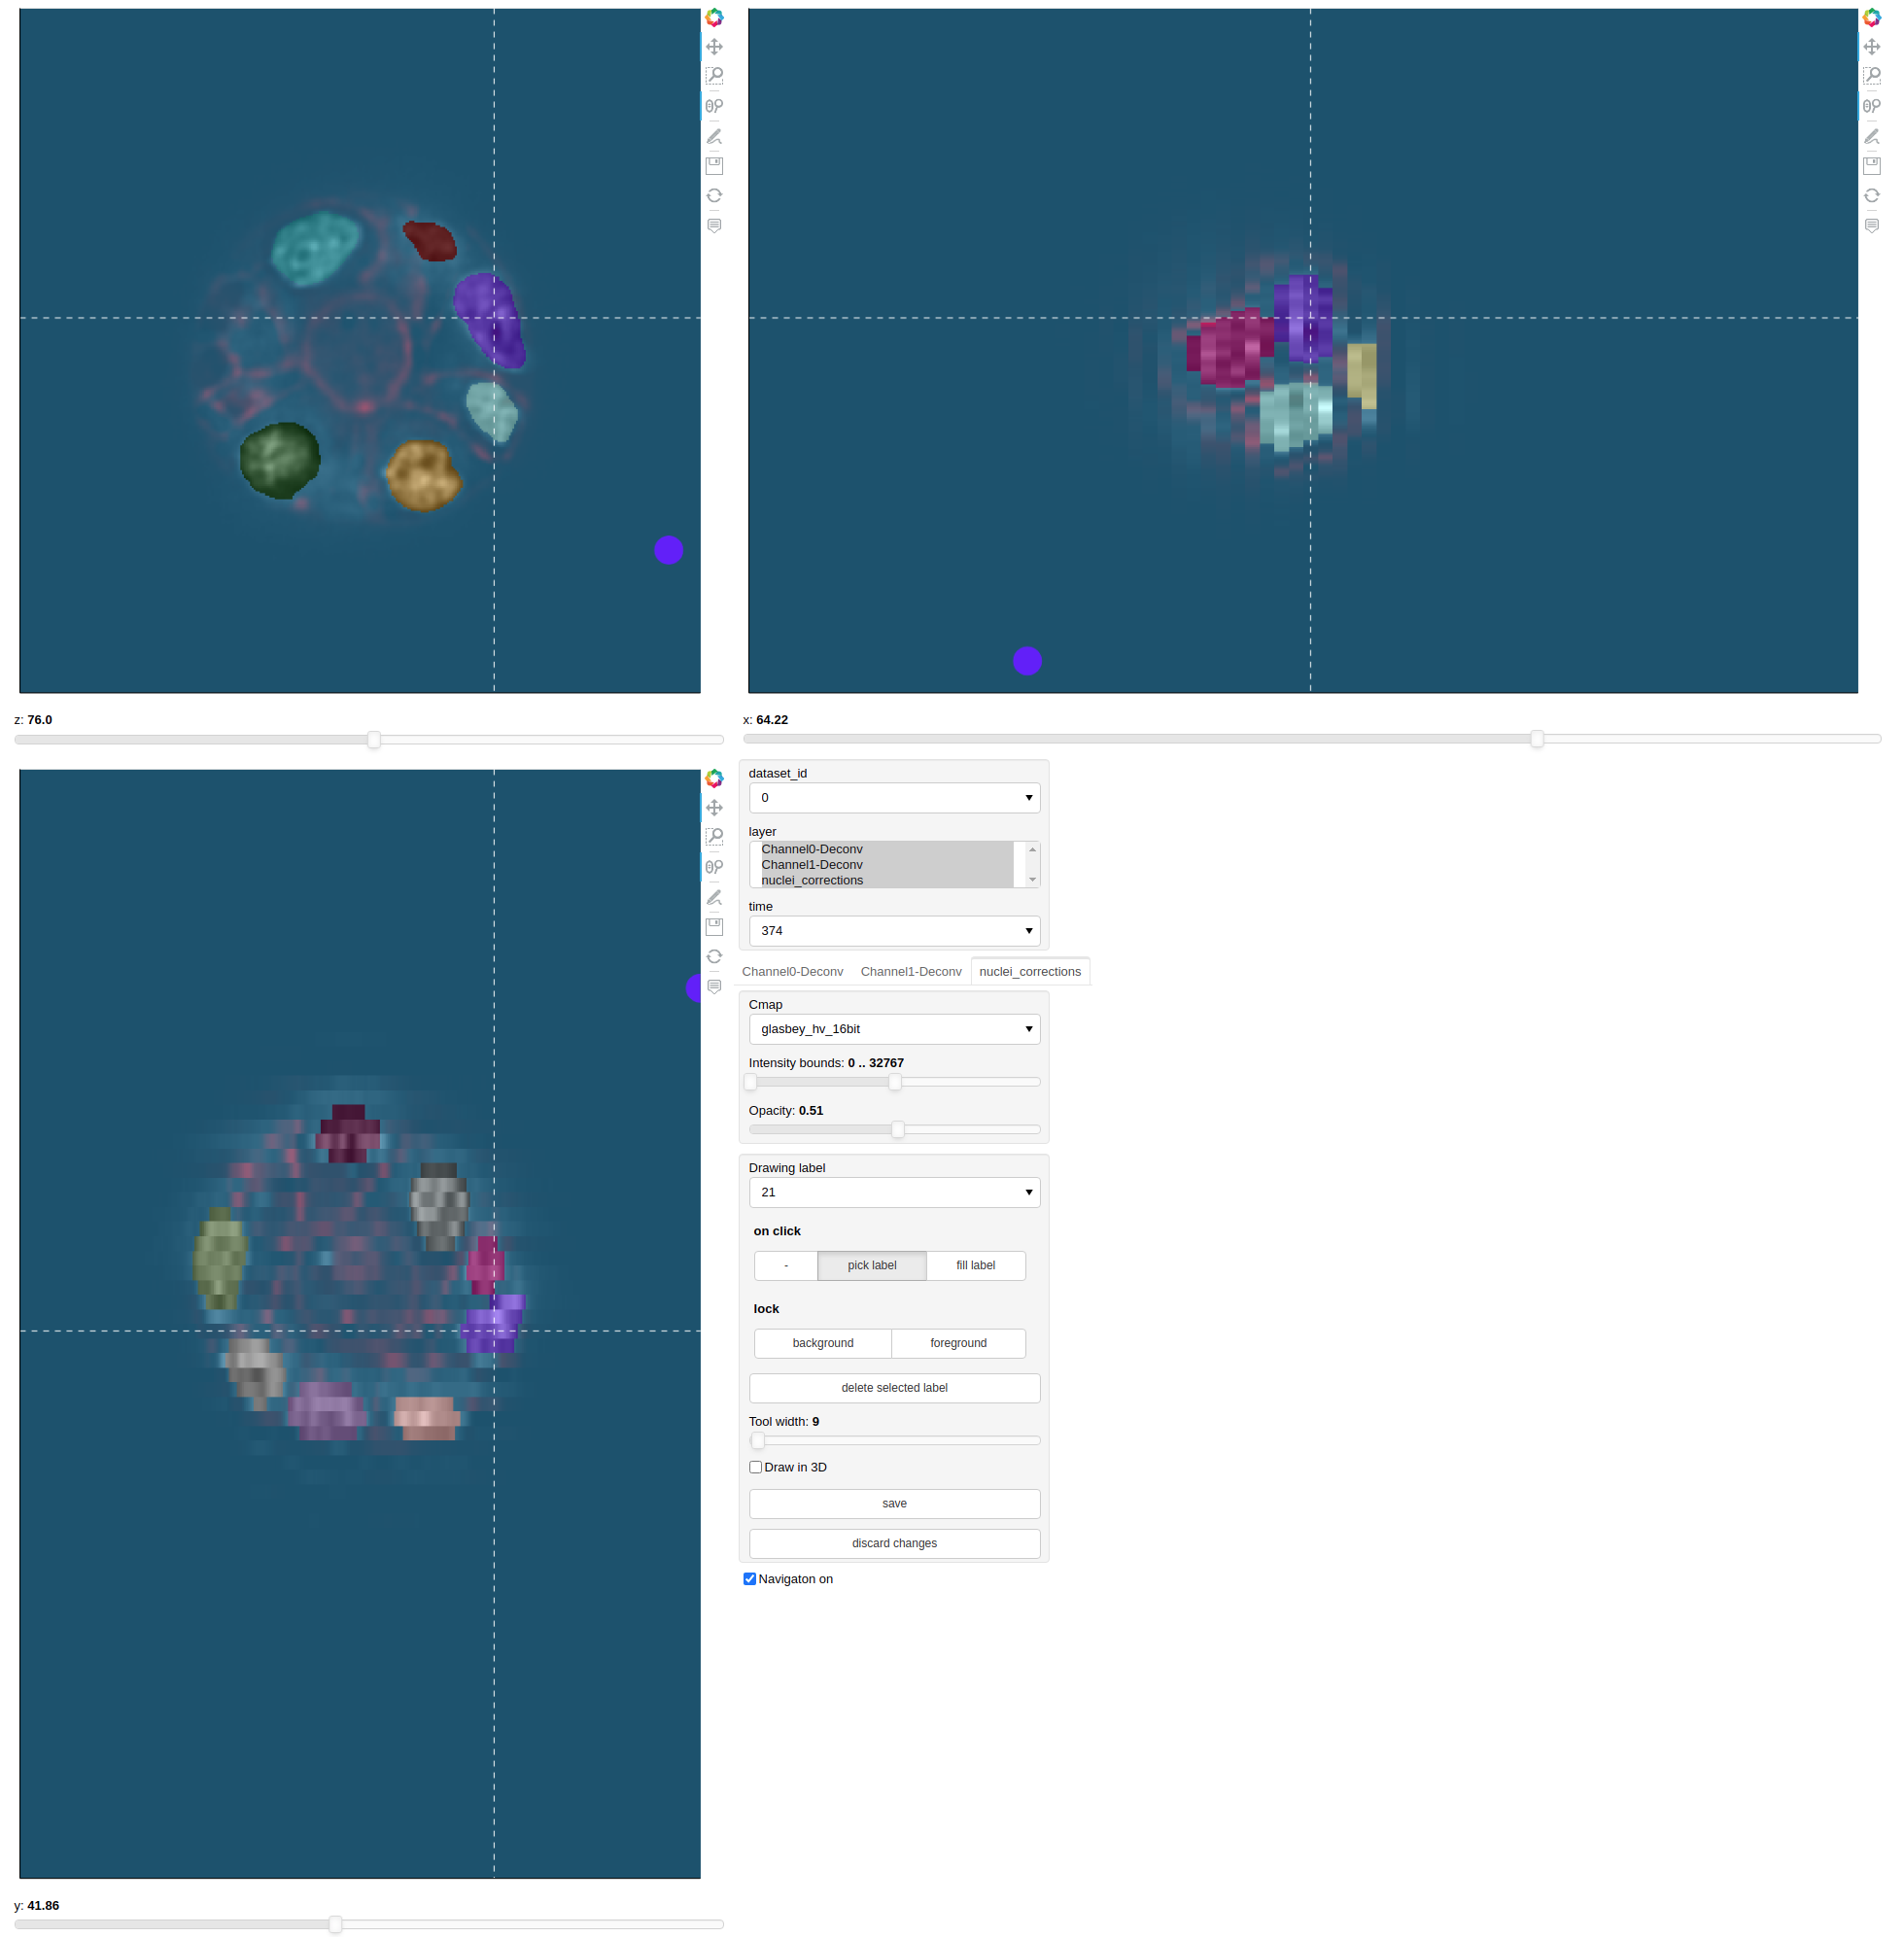 z: 76.0
x: 64.22
dataset_id
0
layer
Channel0-Deconv
Channel1-Deconv
nuclei_corrections
time
374
Channel0-Deconv Channel1-Deconv nuclei_corrections
Cmap
glasbey_hv_16bit
Intensity bounds: 0 .. 32767
Opacity: 0.51
Drawing label
21
on click
- pick label fill label
lock
background foreground
delete selected label
Tool width: 9
Draw in 3D
save
discard changes
Navigaton on
y: 41.86